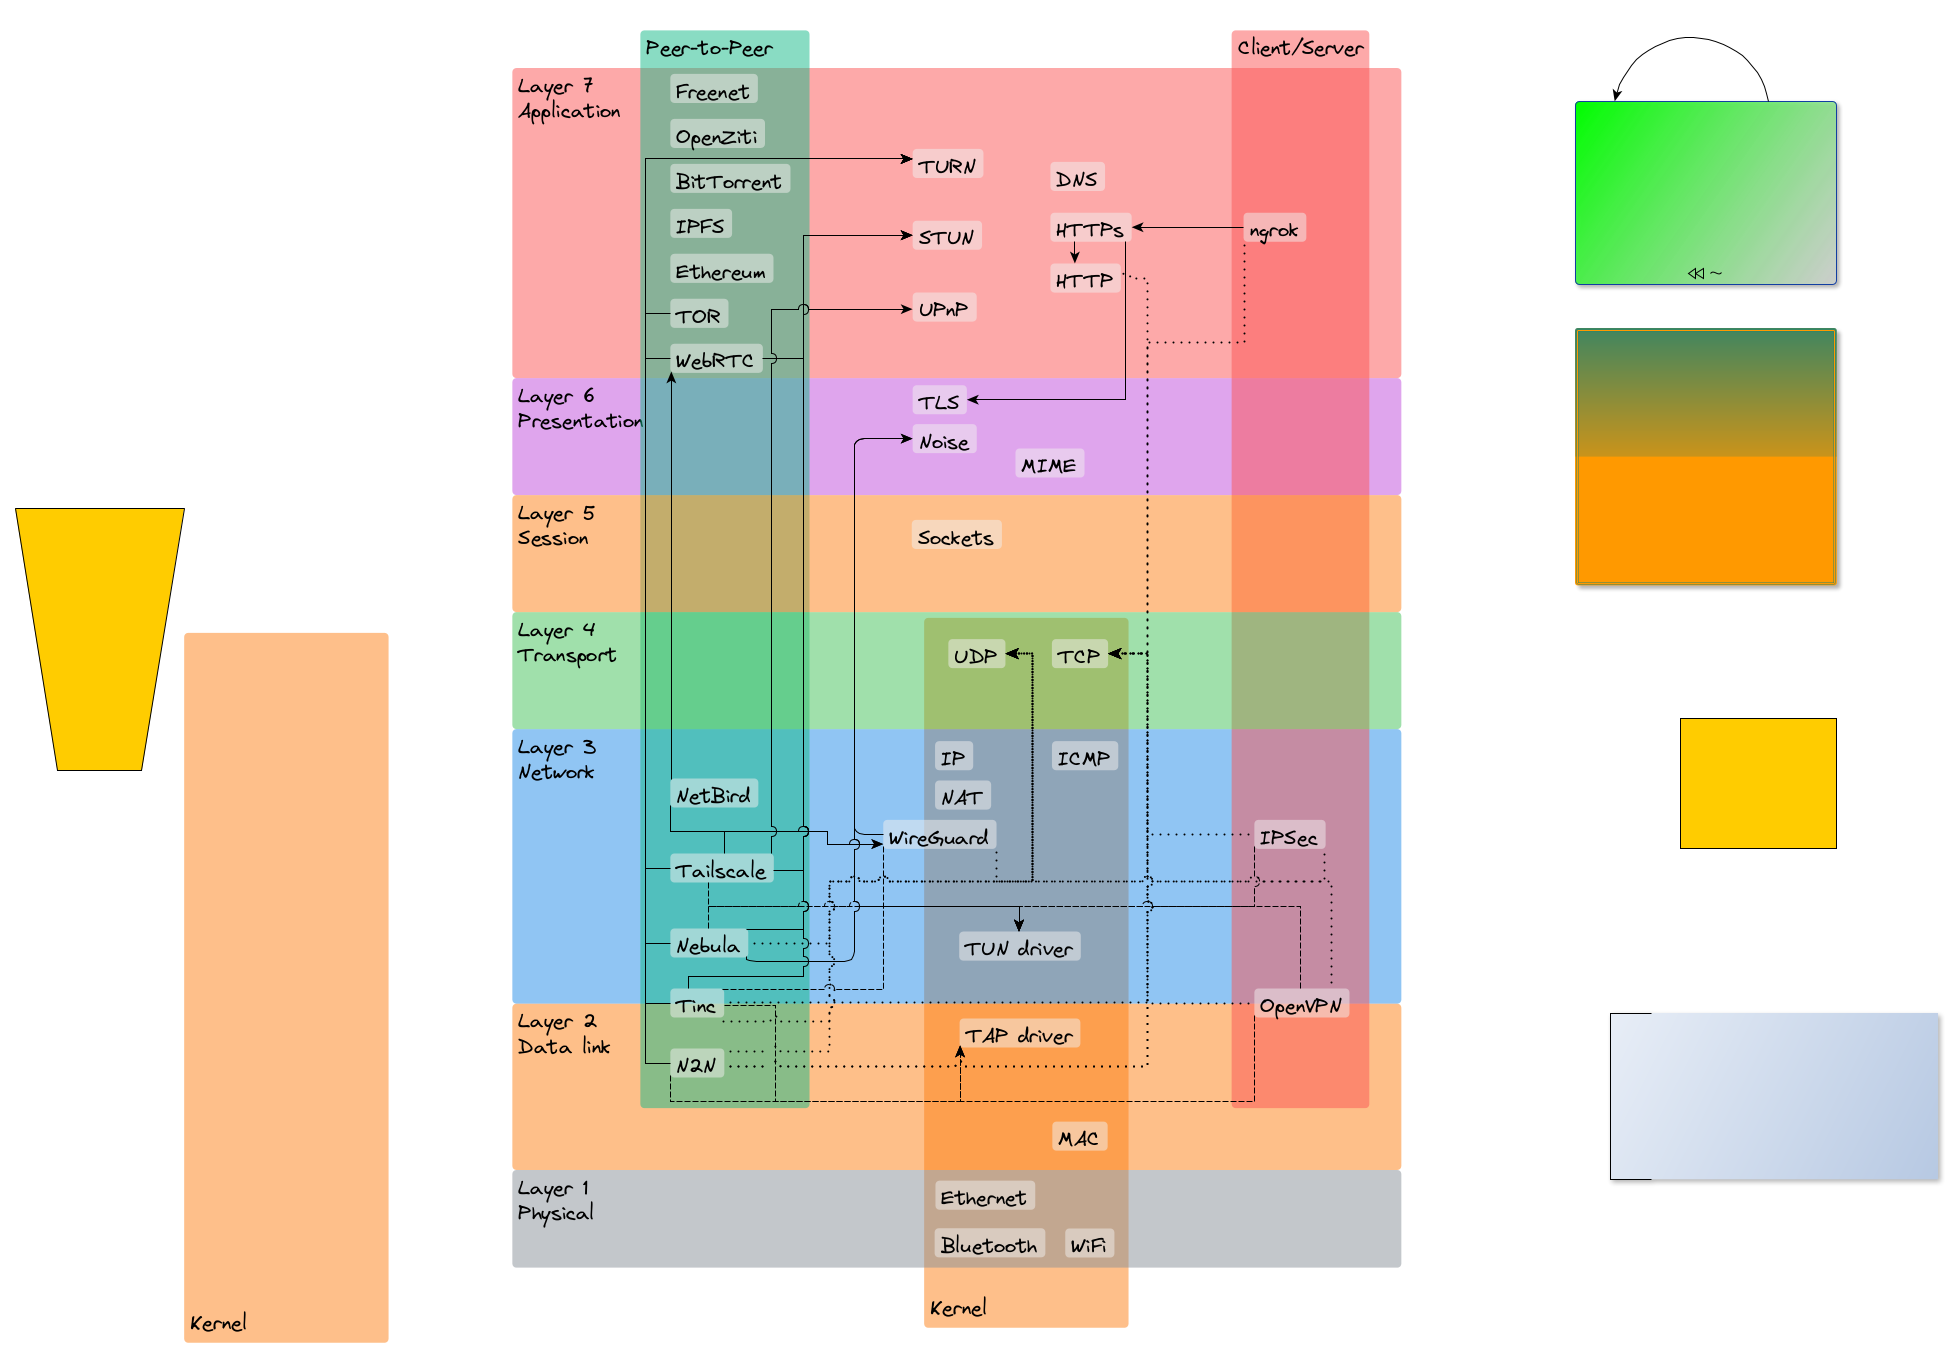 Peer-to-Peer
Client/Server
Layer 7
Application
Freenet
OpenZiti
TURN
BitTorrent
DNS
IPFS
STUN
HTTPs
ngrok
Ethereum
HTTP
TOR
UPnP
WebRTC
Layer 6
Presentation
TLS
Noise
MIME
Layer 5
Session
Sockets
Layer 4
Transport
UDP
TCP
Layer 3
Network
IP
ICMP
NetBird
NAT
WireGuard
IPSec
Tailscale
Nebula
TUN driver
Tinc
OpenVPN
Layer 2
Data link
TAP driver
N2N
MAC
Layer 1
Physical
Ethernet
Bluetooth
WiFi
Kernel
Kernel